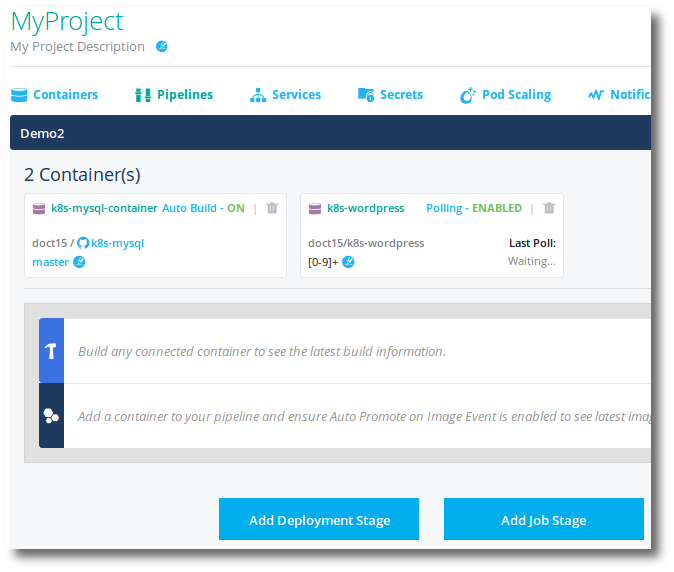 MyProject
My Project Description
Containers Pipelines Services Secrets Pod Scaling Notific
Demo2
2 Container(s)
k8s-mysql-container Auto Build - ON |
doct15 / k8s-mysql
master
k8s-wordpress Polling - ENABLED |
doct15/k8s-wordpress Last Poll:
[0-9]+ Waiting...
Build any connected container to see the latest build information.
Add a container to your pipeline and ensure Auto Promote on Image Event is enabled to see latest imag
Add Deployment Stage Add Job Stage